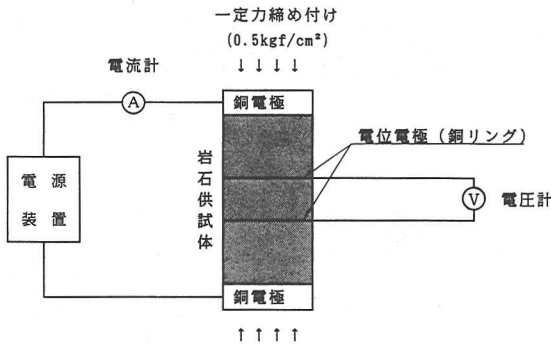 一定力締め付け
(0.5kgf/cm²)
↓ ↓ ↓ ↓
電流計
A
銅電極
電位電極（銅リング）
岩石供試体
電源
装置
V
電圧計
銅電極
↑ ↑ ↑ ↑